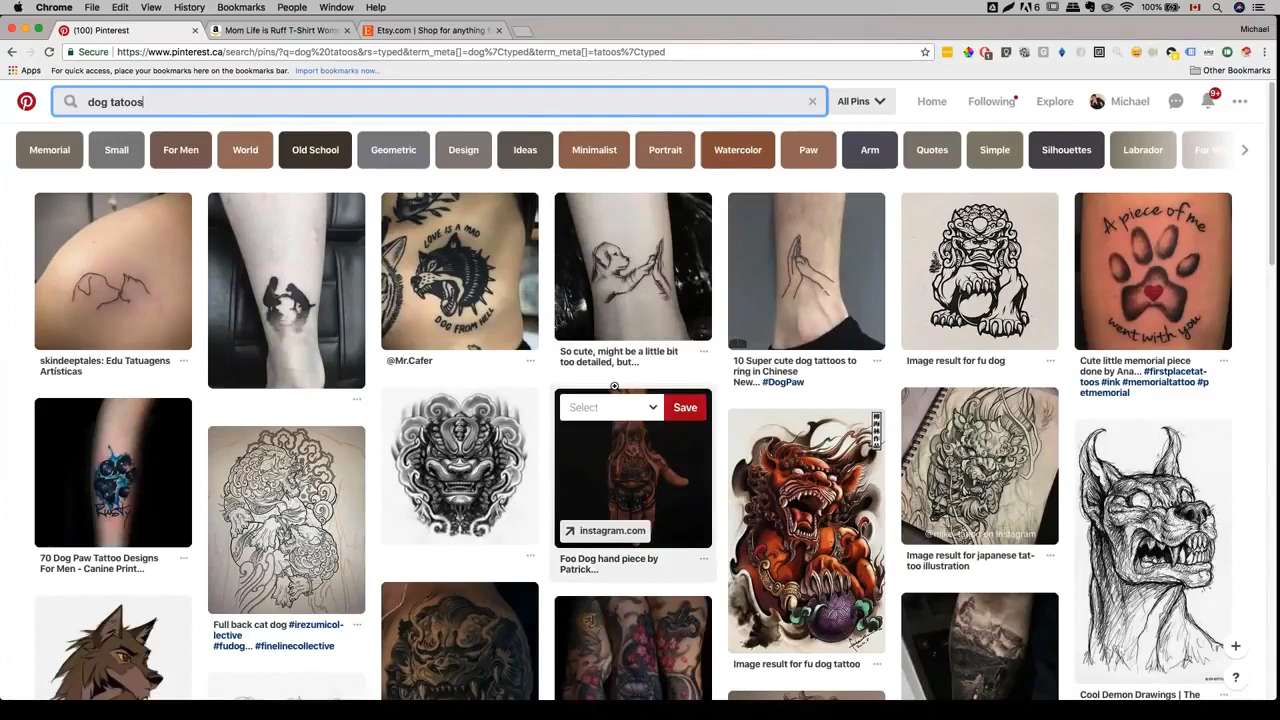 Chrome File Edit View History Bookmarks People Window Help
6
100%
(100) Pinterest
Mom Life is Ruff T-Shirt Wom
Etsy.com | Shop for anything f
Michael
Secure https://www.pinterest.ca/search/pins/?q=dog%20tatoos&rs=typed&term_meta[]=dog%7Ctyped&term_meta[]=tatoos%7Ctyped
Apps For quick access, place your bookmarks here on the bookmarks bar. Import bookmarks now... Other Bookmarks
dog tatoos
All Pins
Home
Following
Explore
Michael
9+
Memorial
Small
For Men
World
Old School
Geometric
Design
Ideas
Minimalist
Portrait
Watercolor
Paw
Arm
Quotes
Simple
Silhouettes
Labrador
LOVE IS A MAD
DOG FROM HELL
A piece of me
went with you
skindeeptales: Edu Tatuagens
Artísticas
@Mr.Cafer
So cute, might be a little bit
too detailed, but...
10 Super cute dog tattoos to
ring in Chinese
New... #DogPaw
Image result for fu dog
Cute little memorial piece
done by Ana... #firstplacetat-
toos #ink #memorialtattoo #p
etmemorial
Select
Save
instagram.com
70 Dog Paw Tattoo Designs
For Men - Canine Print...
Full back cat dog #irezumicol-
lective
#fudog... #finelinecollective
Foo Dog hand piece by
Patrick...
Image result for fu dog tattoo
Image result for japanese tat-
too illustration
Cool Demon Drawings | The
+
?